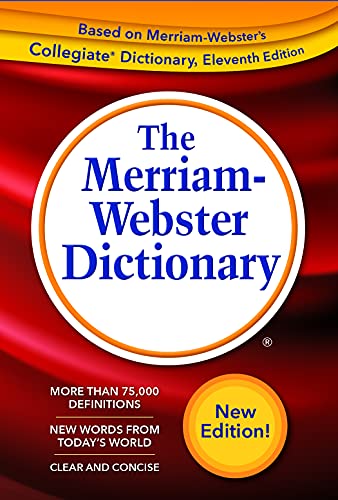 Based on Merriam-Webster's
Collegiate® Dictionary, Eleventh Edition
The
Merriam-
Webster
Dictionary
®
MORE THAN 75,000
DEFINITIONS
NEW WORDS FROM
TODAY'S WORLD
CLEAR AND CONCISE
New
Edition!